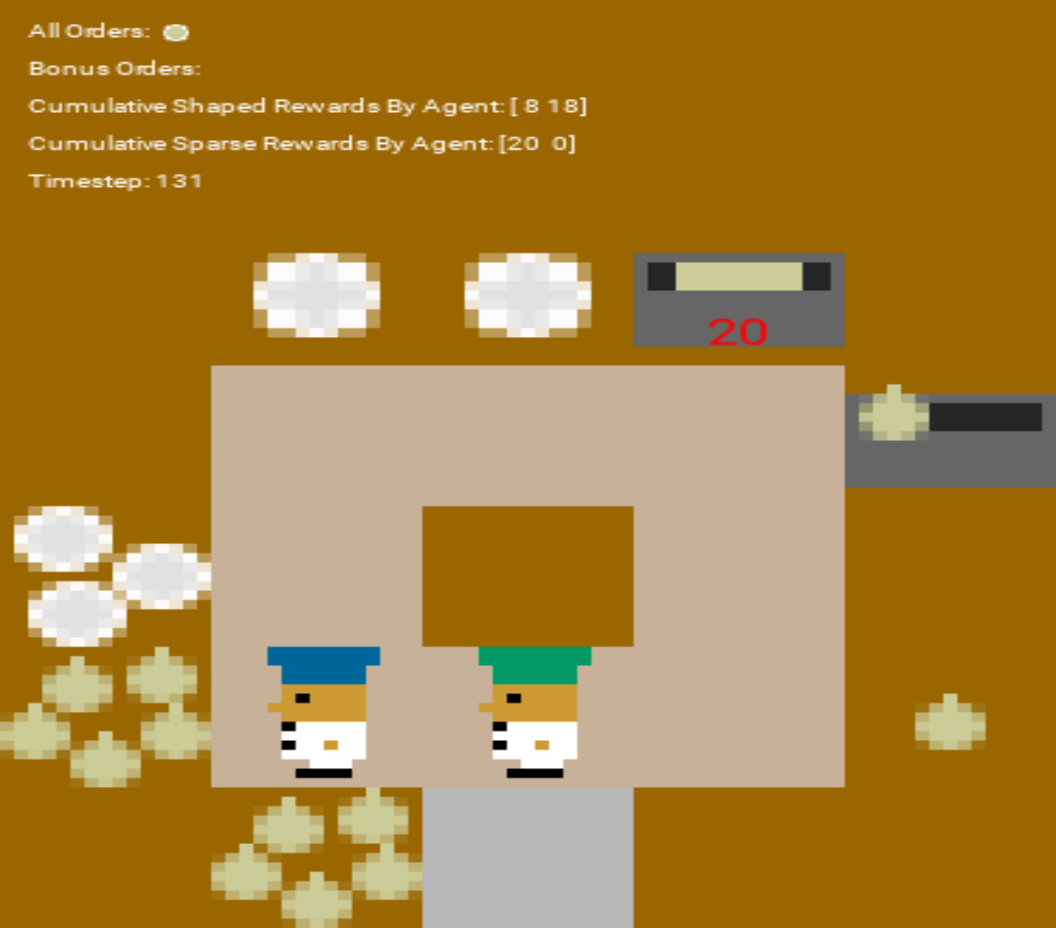 All Orders:
Bonus Orders:
Cumulative Shaped Rewards By Agent: [ 8 18]
Cumulative Sparse Rewards By Agent: [20  0]
Timestep: 131
20